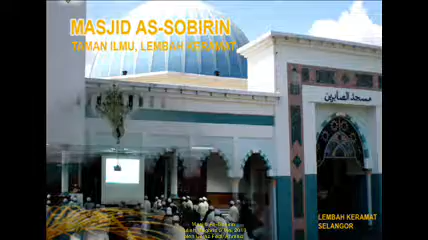 MASJID AS-SOBIRIN
TAMAN ILMU, LEMBAH KERAMAT
مسجد الصابرين
LEMBAH KERAMAT
SELANGOR